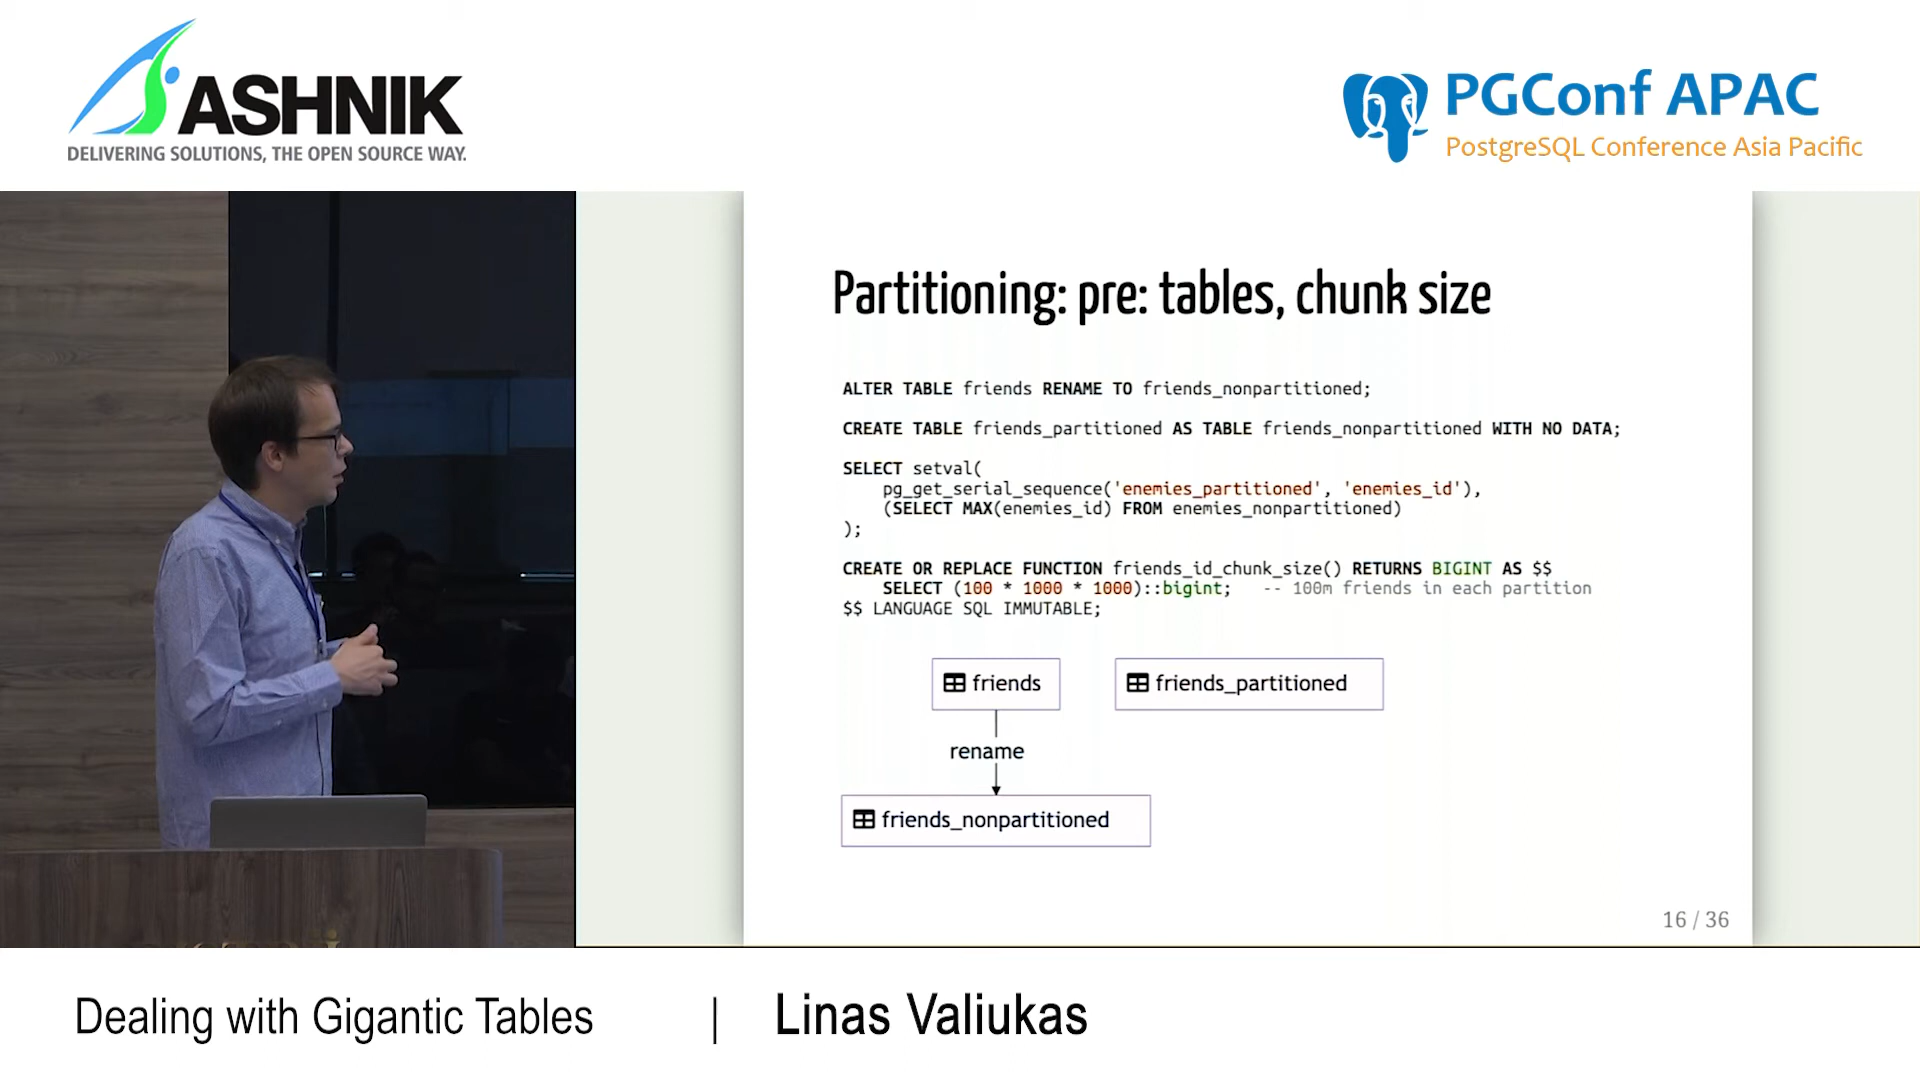 ASHNIK
DELIVERING SOLUTIONS, THE OPEN SOURCE WAY.
PGConf APAC
PostgreSQL Conference Asia Pacific
Partitioning: pre: tables, chunk size
ALTER TABLE friends RENAME TO friends_nonpartitioned;
CREATE TABLE friends_partitioned AS TABLE friends_nonpartitioned WITH NO DATA;
SELECT setval(
pg_get_serial_sequence('enemies_partitioned', 'enemies_id'),
(SELECT MAX(enemies_id) FROM enemies_nonpartitioned)
);
CREATE OR REPLACE FUNCTION friends_id_chunk_size() RETURNS BIGINT AS $$
SELECT (100 * 1000 * 1000)::bigint;   -- 100m friends in each partition
$$ LANGUAGE SQL IMMUTABLE;
friends
friends_partitioned
rename
friends_nonpartitioned
16 / 36
Dealing with Gigantic Tables | Linas Valiukas